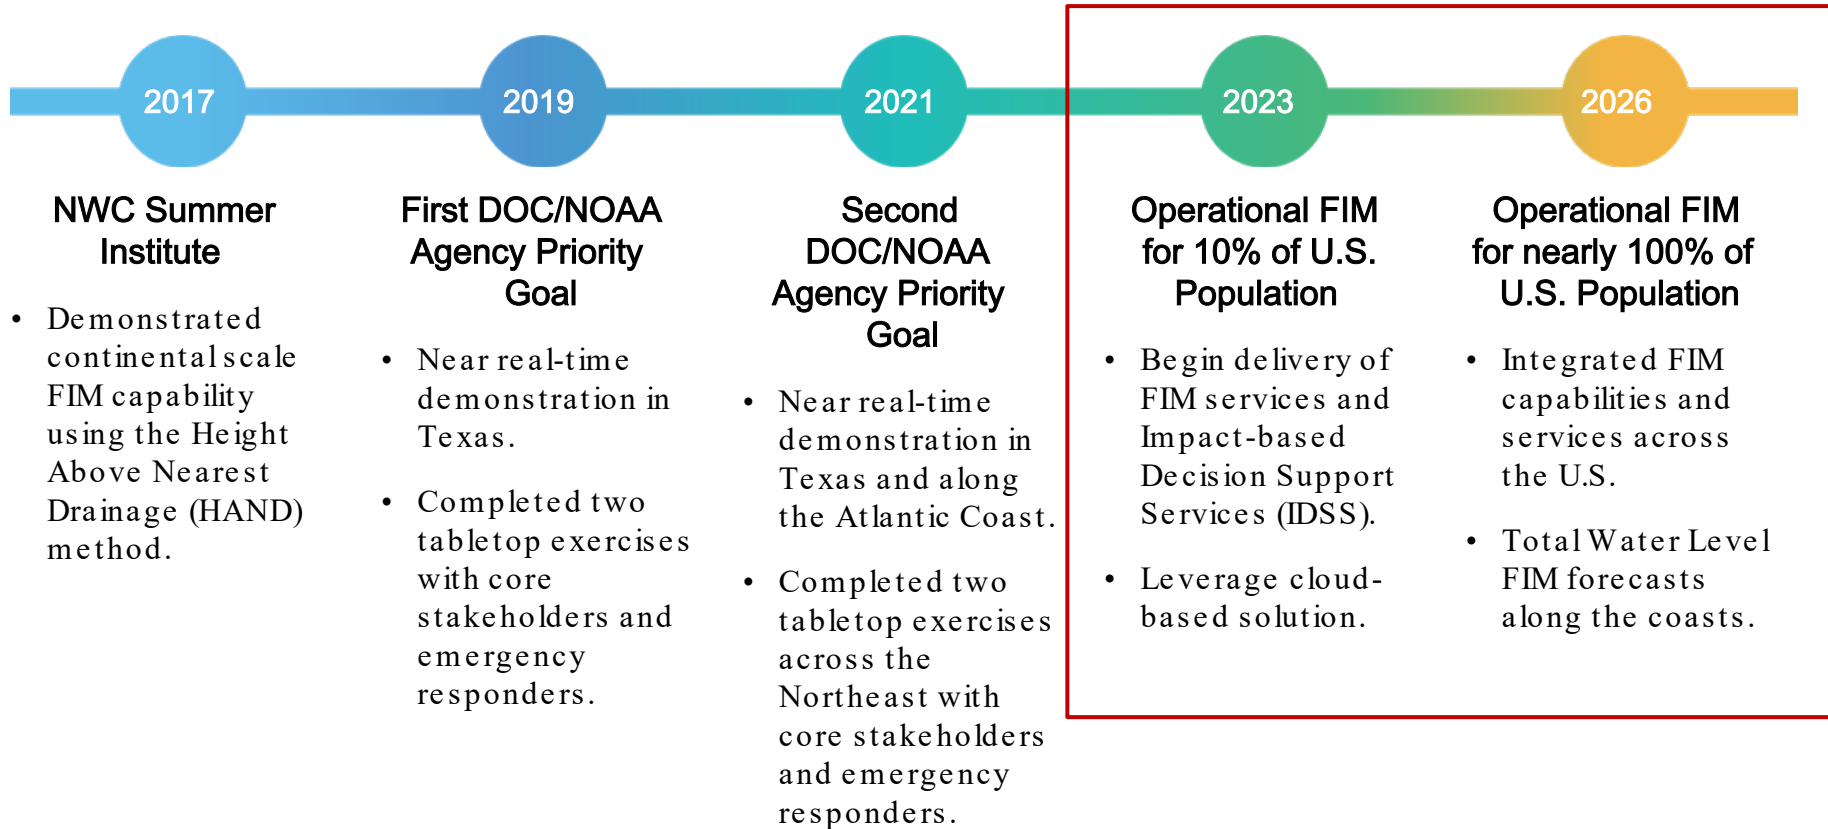 2017
NWC Summer
Institute
• Demonstrated
continental scale
FIM capability
using the Height
Above Nearest
Drainage (HAND)
method.
2019
First DOC/NOAA
Agency Priority
Goal
• Near real-time
demonstration in
Texas.
• Completed two
tabletop exercises
with core
stakeholders and
emergency
responders.
2021
Second
DOC/NOAA
Agency Priority
Goal
• Near real-time
demonstration in
Texas and along
the Atlantic Coast.
• Completed two
tabletop exercises
across the
Northeast with
core stakeholders
and emergency
responders.
2023
Operational FIM
for 10% of U.S.
Population
• Begin delivery of
FIM services and
Impact-based
Decision Support
Services (IDSS).
• Leverage cloud-
based solution.
2026
Operational FIM
for nearly 100% of
U.S. Population
• Integrated FIM
capabilities and
services across
the U.S.
• Total Water Level
FIM forecasts
along the coasts.